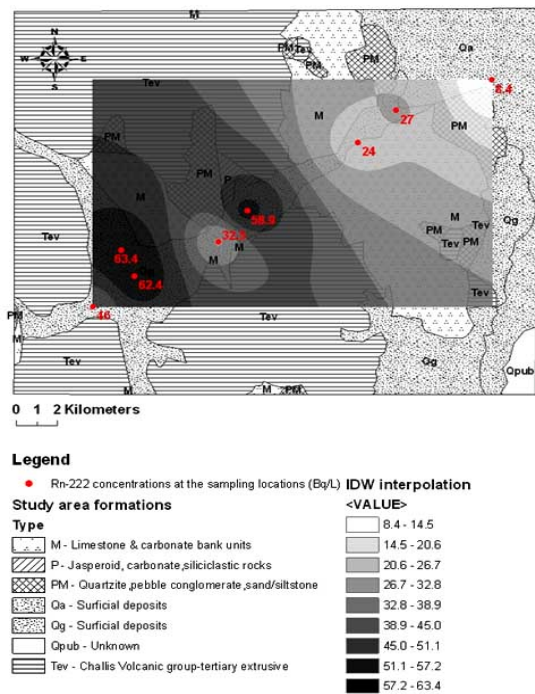 M
N
W E
S
PM
Tev
PM
Qa
Tev
8.4
27
M
PM
PM
24
PM
P
M
58.9
32.9
M
M
M
Tev
PM
Tev
PM
Qg
Tev
63.4
62.4
Tev
46
PM
M
Tev
Tev
Qg
Qpub
M
M
PM
0 1 2 Kilometers
Legend
Rn-222 concentrations at the sampling locations (Bq/L)
Study area formations
Type
M - Limestone & carbonate bank units
P - Jasperoid, carbonate,siliciclastic rocks
PM - Quartzite,pebble conglomerate,sand/siltstone
Qa - Surficial deposits
Qg - Surficial deposits
Qpub - Unknown
Tev - Challis Volcanic group-tertiary extrusive
IDW interpolation
<VALUE>
8.4 - 14.5
14.5 - 20.6
20.6 - 26.7
26.7 - 32.8
32.8 - 38.9
38.9 - 45.0
45.0 - 51.1
51.1 - 57.2
57.2 - 63.4